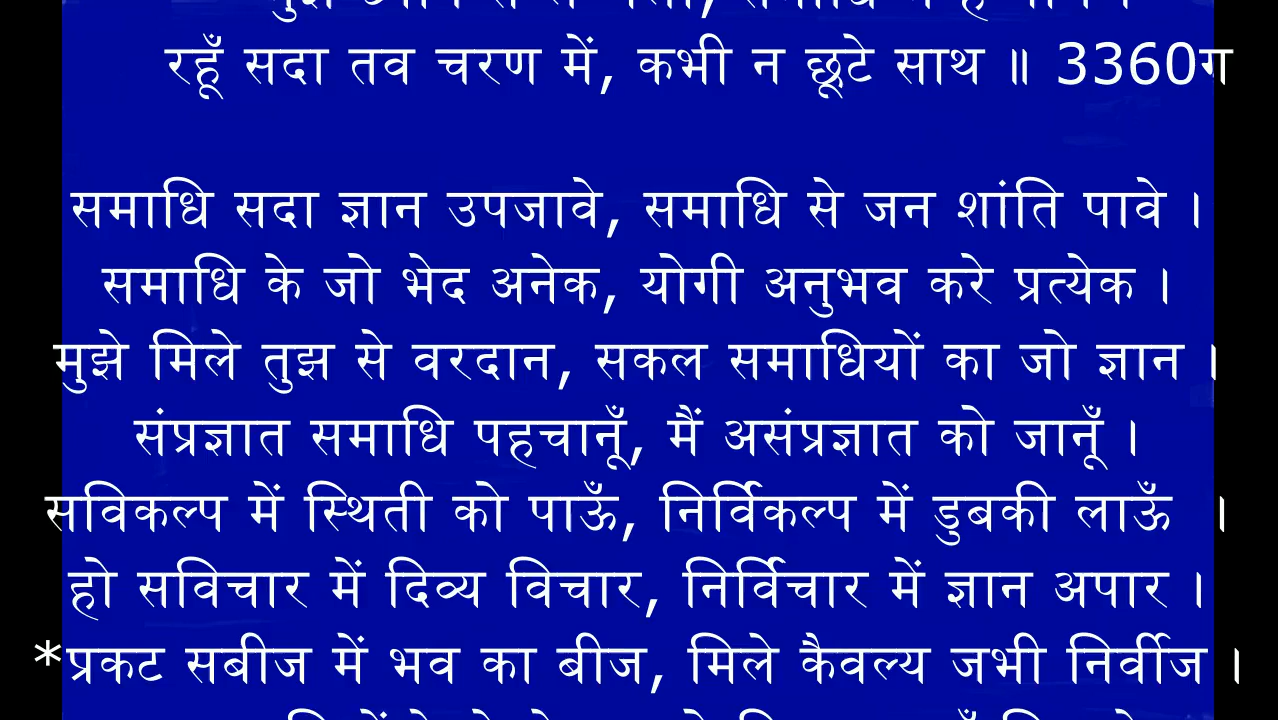 रहूँ सदा तव चरण में, कभी न छूटे साथ ॥ 3360ग
समाधि सदा ज्ञान उपजावे, समाधि से जन शांति पावे ।
समाधि के जो भेद अनेक, योगी अनुभव करे प्रत्येक ।
मुझे मिले तुझ से वरदान, सकल समाधियों का जो ज्ञान ।
संप्रज्ञात समाधि पहचानूँ, मैं असंप्रज्ञात को जानूँ ।
सविकल्प में स्थिती को पाऊँ, निर्विकल्प में डुबकी लाऊँ ।
हो सविचार में दिव्य विचार, निर्विचार में ज्ञान अपार ।
*प्रकट सबीज में भव का बीज, मिले कैवल्य जभी निर्वीज ।